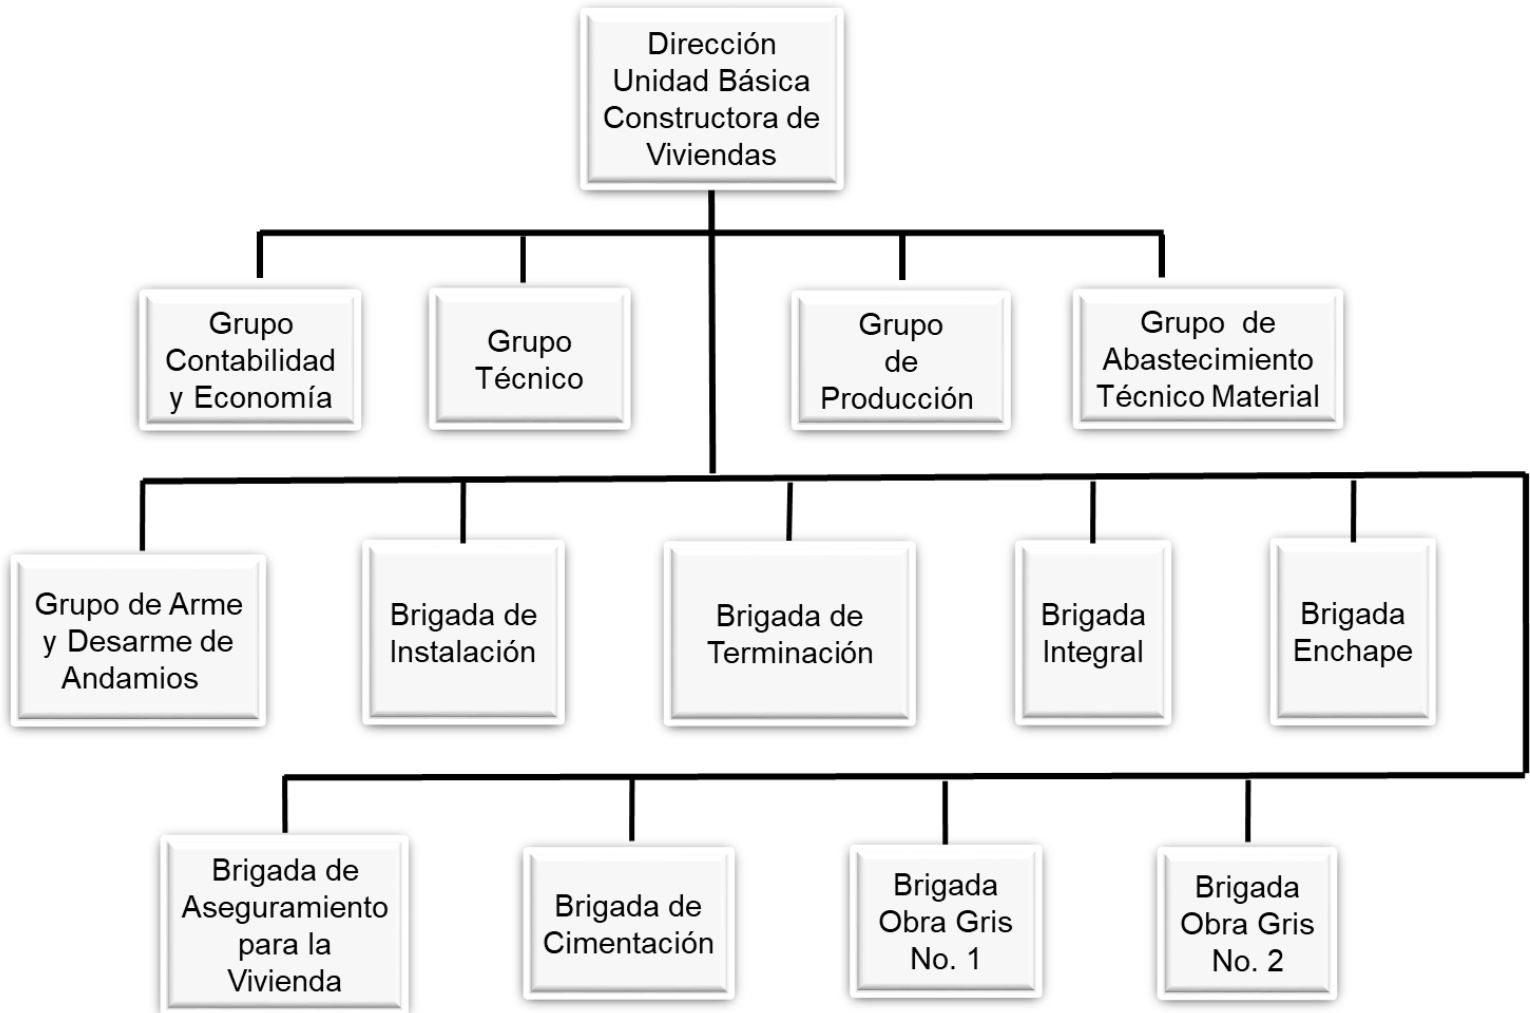 Dirección
Unidad Básica
Constructora de
Viviendas
Grupo
Contabilidad
y Economía
Grupo
Técnico
Grupo
de
Producción
Grupo de
Abastecimiento
Técnico Material
Grupo de Arme
y Desarme de
Andamios
Brigada de
Instalación
Brigada de
Terminación
Brigada
Integral
Brigada
Enchape
Brigada de
Aseguramiento
para la
Vivienda
Brigada de
Cimentación
Brigada
Obra Gris
No. 1
Brigada
Obra Gris
No. 2